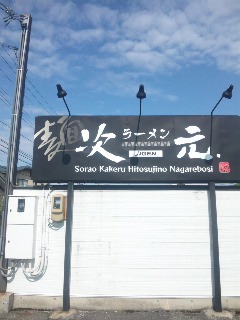 麺次元
ラーメン
Sorao Kakeru Hitosujino Nagarebosi